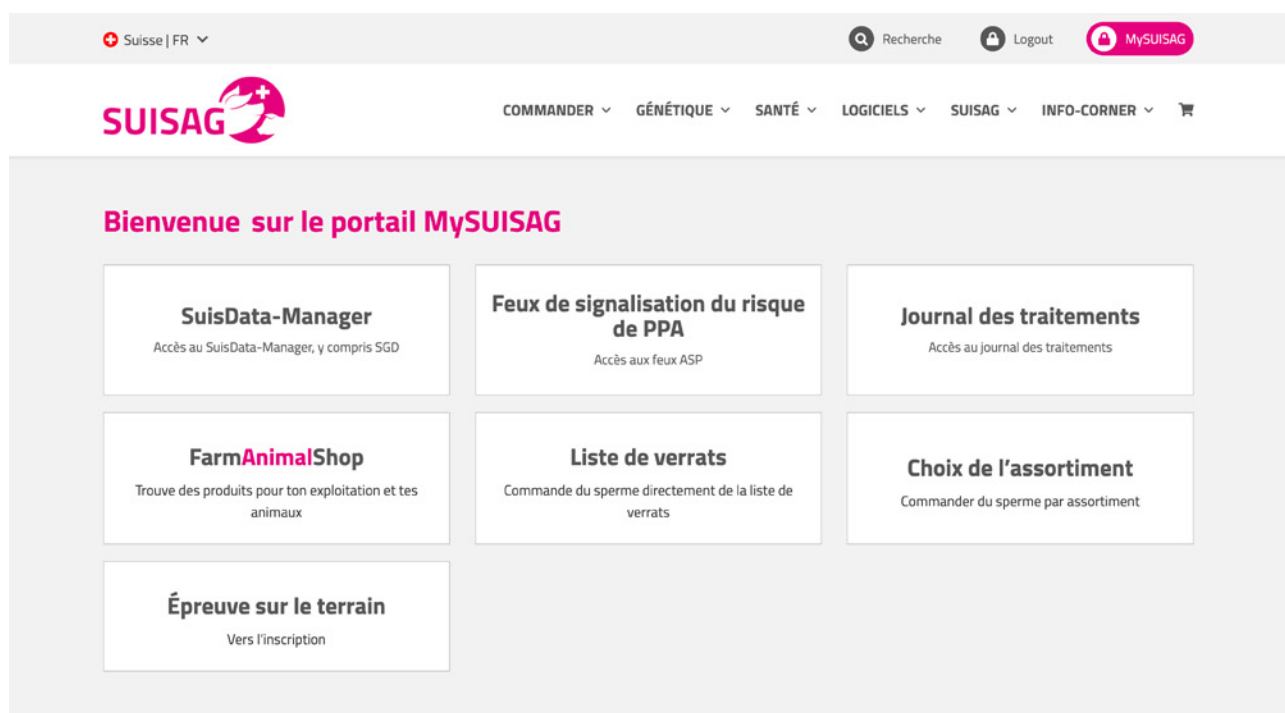 Suisse | FR
Recherche
Logout
MySUISAG
SUISAG
COMMANDER
GÉNÉTIQUE
SANTÉ
LOGICIELS
SUISAG
INFO-CORNER
Bienvenue sur le portail MySUISAG
SuisData-Manager
Accès au SuisData-Manager, y compris SGD
Feux de signalisation du risque
de PPA
Accès aux feux ASP
Journal des traitements
Accès au journal des traitements
FarmAnimalShop
Trouve des produits pour ton exploitation et tes
animaux
Liste de verrats
Commande du sperme directement de la liste de
verrats
Choix de l'assortiment
Commander du sperme par assortiment
Épreuve sur le terrain
Vers l'inscription